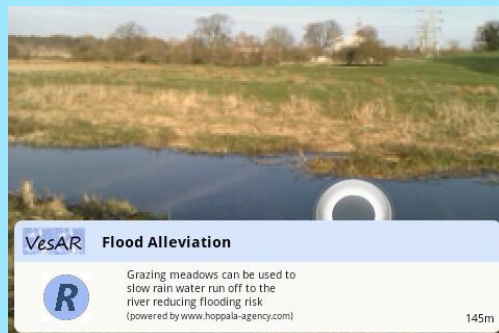 VesAR Flood Alleviation
R
Grazing meadows can be used to
slow rain water run off to the
river reducing flooding risk
(powered by www.hoppala-agency.com)
145m